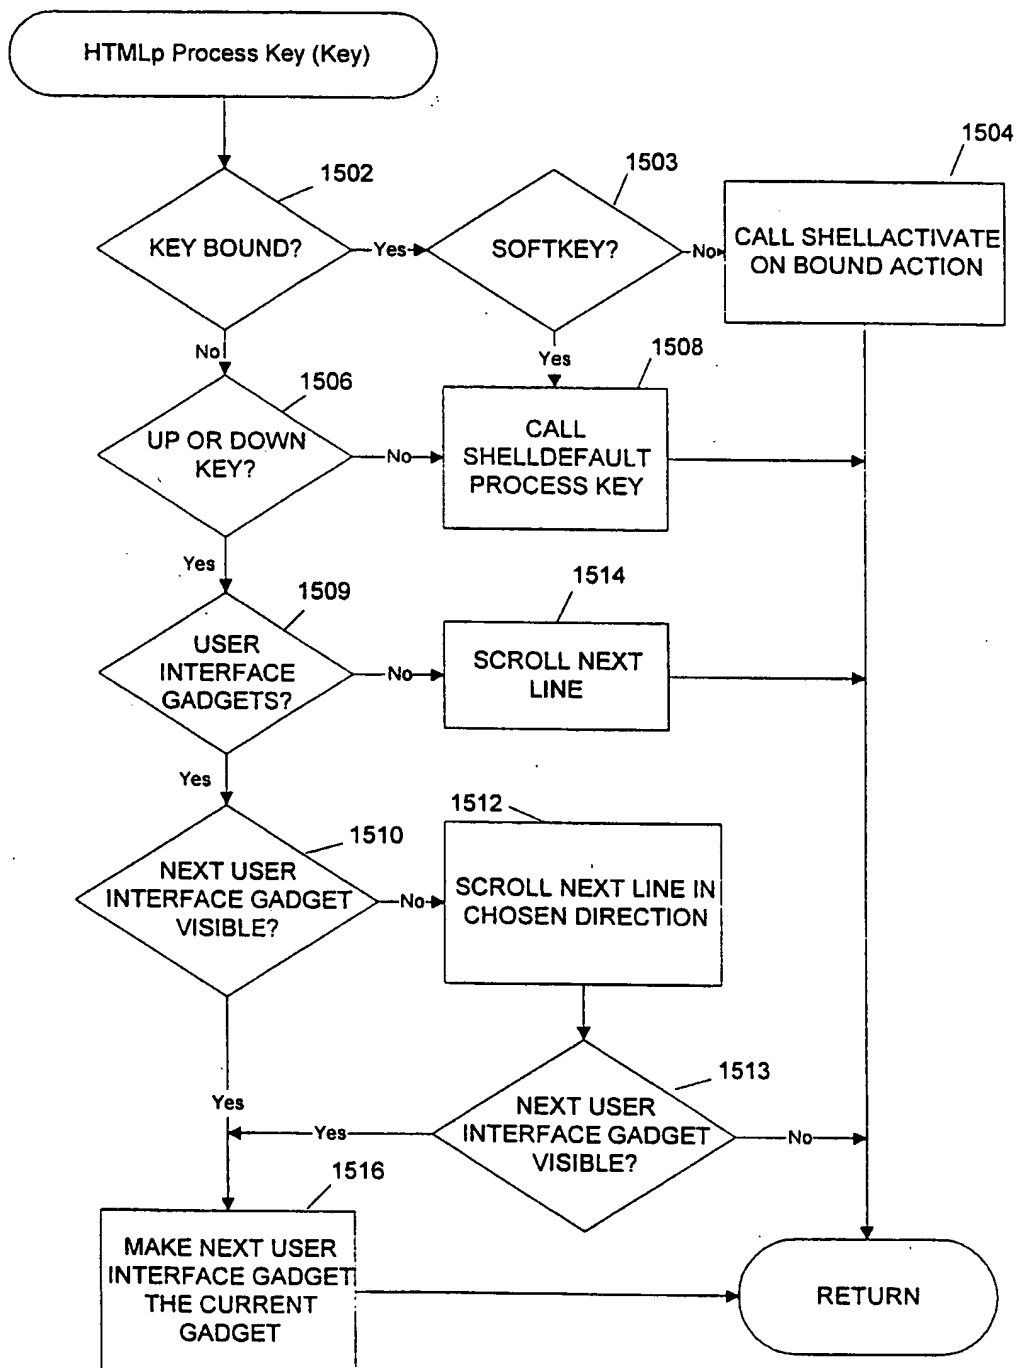 HTMLp Process Key (Key)
1502
1503
1504
KEY BOUND?
Yes
SOFTKEY?
No
CALL SHELLACTIVATE
ON BOUND ACTION
No
Yes
1506
1508
UP OR DOWN
KEY?
No
CALL
SHELLDEFAULT
PROCESS KEY
Yes
1509
1514
USER
INTERFACE
GADGETS?
No
SCROLL NEXT
LINE
Yes
1510
1512
NEXT USER
INTERFACE GADGET
VISIBLE?
No
SCROLL NEXT LINE IN
CHOSEN DIRECTION
Yes
1513
NEXT USER
INTERFACE GADGET
VISIBLE?
Yes
No
1516
MAKE NEXT USER
INTERFACE GADGET
THE CURRENT
GADGET
RETURN